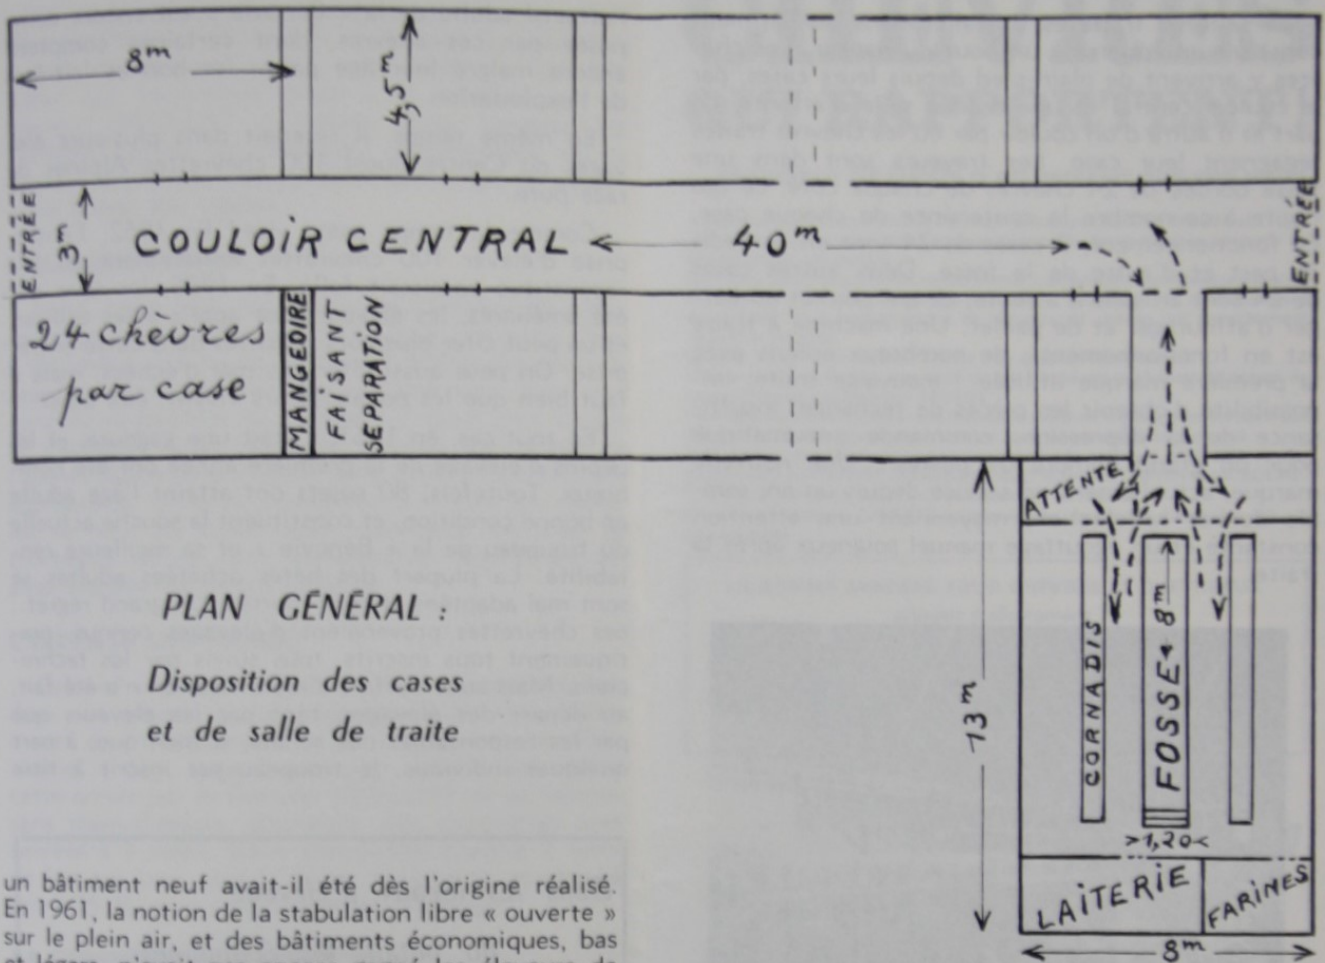 8m
4,5m
ENTRÉE
3m
COULOIR CENTRAL
40m
ENTRÉE
24 chèvres
par case
MANGEOIRE
FAISANT
SÉPARATION
ATTENTE
PLAN GÉNÉRAL :
Disposition des cases
et de salle de traite
13m
CORNADIS
FOSSE 8m
1,20
LAITERIE
FARINES
8m
un bâtiment neuf avait-il été dès l'origine réalisé.
En 1961, la notion de la stabulation libre « ouverte »
sur le plein air, et des bâtiments économiques, bas